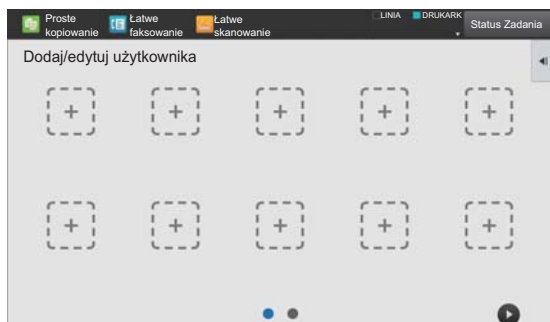 Proste
kopiowanie
Łatwe
faksowanie
Łatwe
skanowanie
LINIA
DRUKARK
Status Zadania
Dodaj/edytuj użytkownika